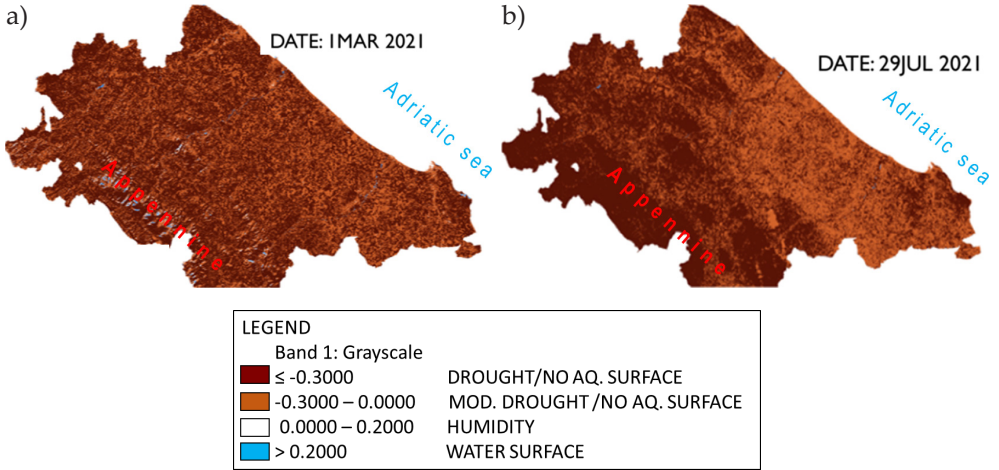 a)
DATE: 1MAR 2021
Adriatic sea
Appennine
b)
DATE: 29JUL 2021
Adriatic sea
Appennine
LEGEND
Band 1: Grayscale
≤ -0.3000 DROUGHT/NO AQ. SURFACE
-0.3000 – 0.0000 MOD. DROUGHT /NO AQ. SURFACE
0.0000 – 0.2000 HUMIDITY
> 0.2000 WATER SURFACE